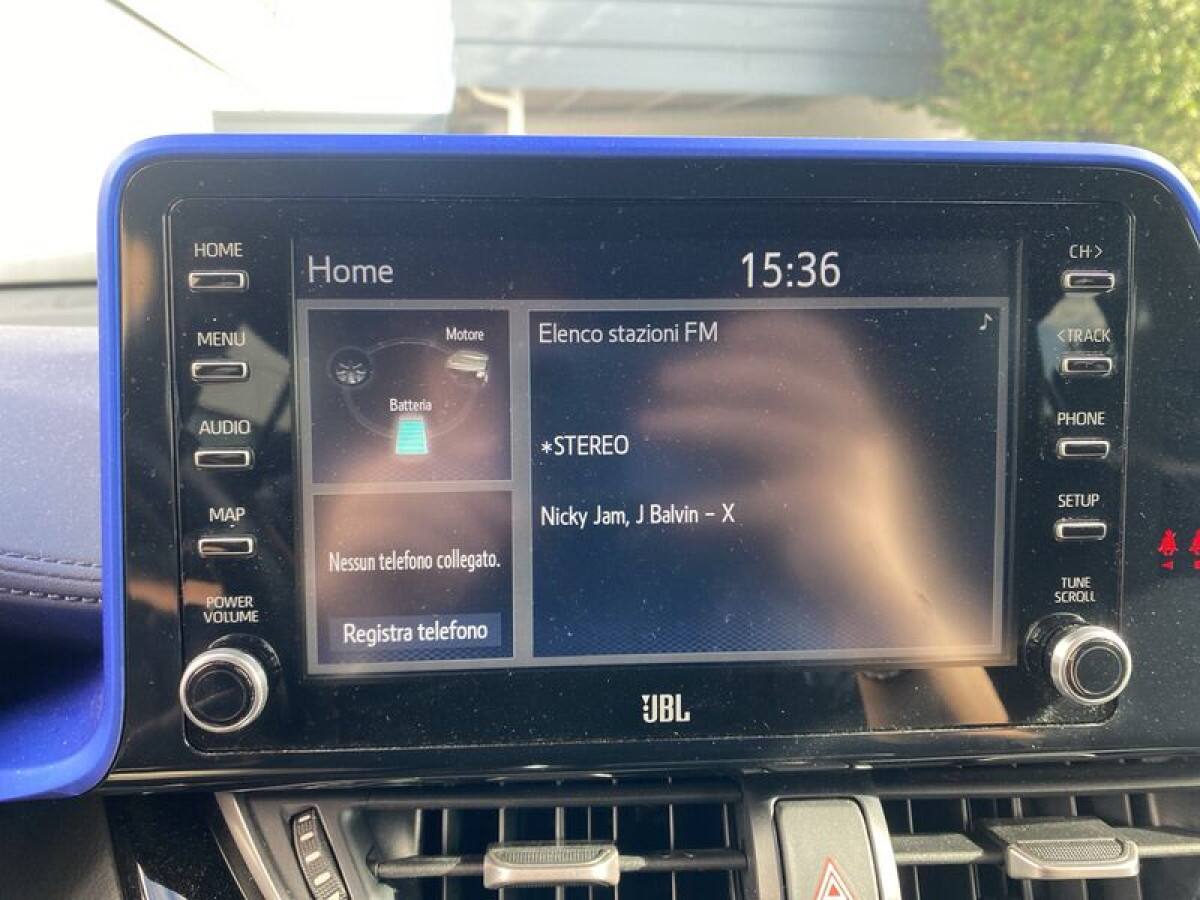 HOME
MENU
AUDIO
MAP
POWER
VOLUME
Home
15:36
Motore
Batteria
Nessun telefono collegato.
Registra telefono
Elenco stazioni FM
*STEREO
Nicky Jam, J Balvin – X
CH>
<TRACK
PHONE
SETUP
TUNE
SCROLL
JBL